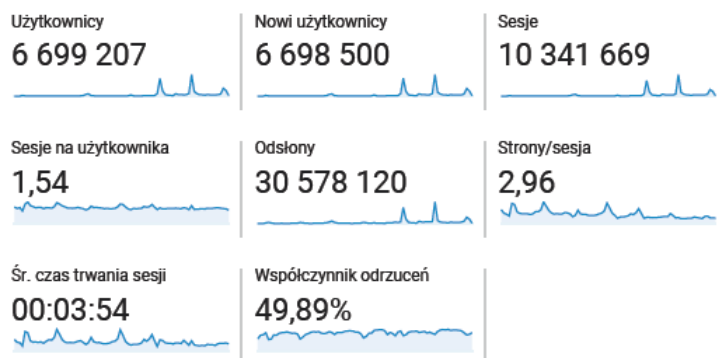 Użytkownicy
6 699 207
Nowi użytkownicy
6 698 500
Sesje
10 341 669
Sesje na użytkownika
1,54
Odsłony
30 578 120
Strony/sesja
2,96
Śr. czas trwania sesji
00:03:54
Współczynnik odrzuceń
49,89%